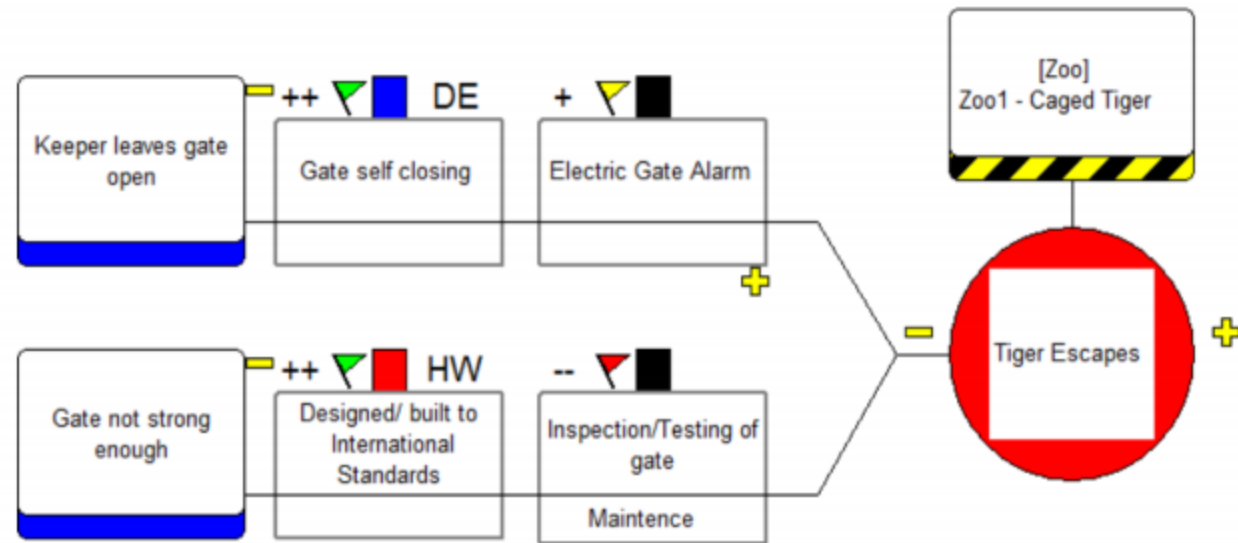 [Zoo]
Zoo1 - Caged Tiger
Keeper leaves gate
open
++
DE
Gate self closing
+
Electric Gate Alarm
Tiger Escapes
Gate not strong
enough
++
HW
Designed/ built to
International
Standards
--
Inspection/Testing of
gate
Maintence